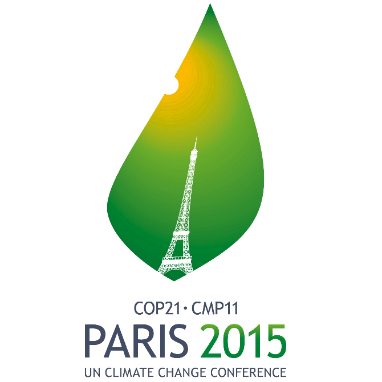 COP21·CMP11
PARIS 2015
UN CLIMATE CHANGE CONFERENCE